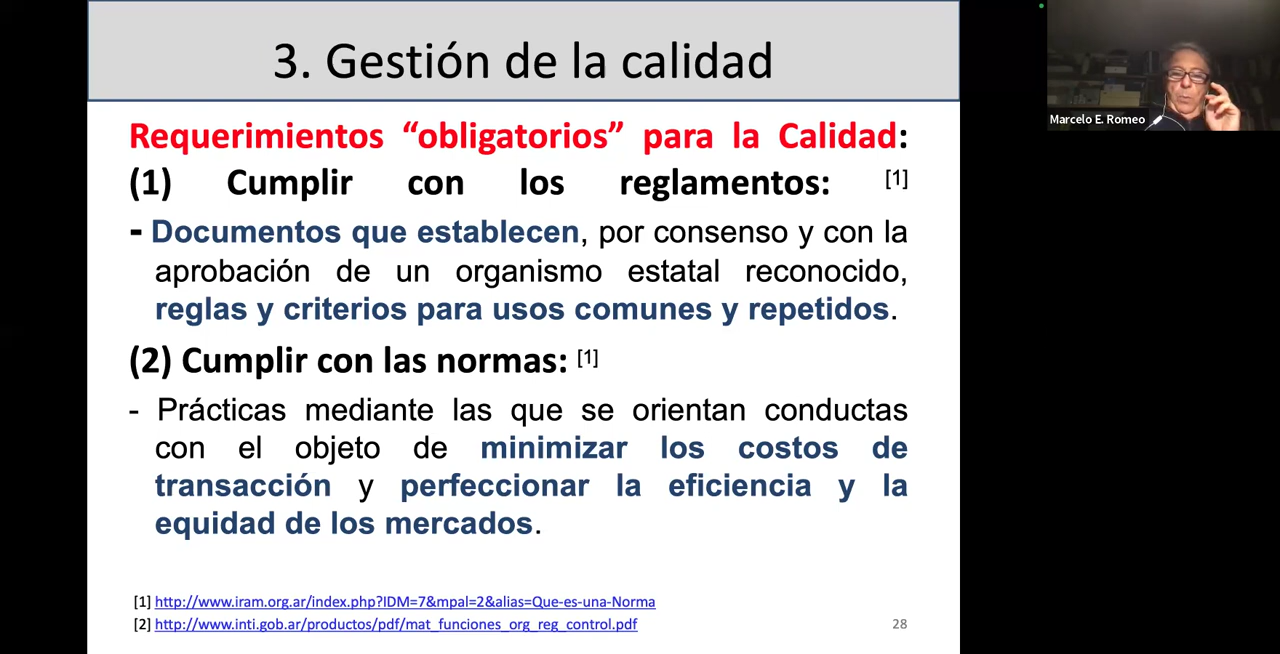 3. Gestión de la calidad
Marcelo E. Romeo
Requerimientos “obligatorios” para la Calidad:
(1) Cumplir con los reglamentos: [1]
- Documentos que establecen, por consenso y con la
aprobación de un organismo estatal reconocido,
reglas y criterios para usos comunes y repetidos.
(2) Cumplir con las normas: [1]
- Prácticas mediante las que se orientan conductas
con el objeto de minimizar los costos de
transacción y perfeccionar la eficiencia y la
equidad de los mercados.
[1] http://www.iram.org.ar/index.php?IDM=7&mpal=2&alias=Que-es-una-Norma
[2] http://www.inti.gob.ar/productos/pdf/mat_funciones_org_reg_control.pdf
28